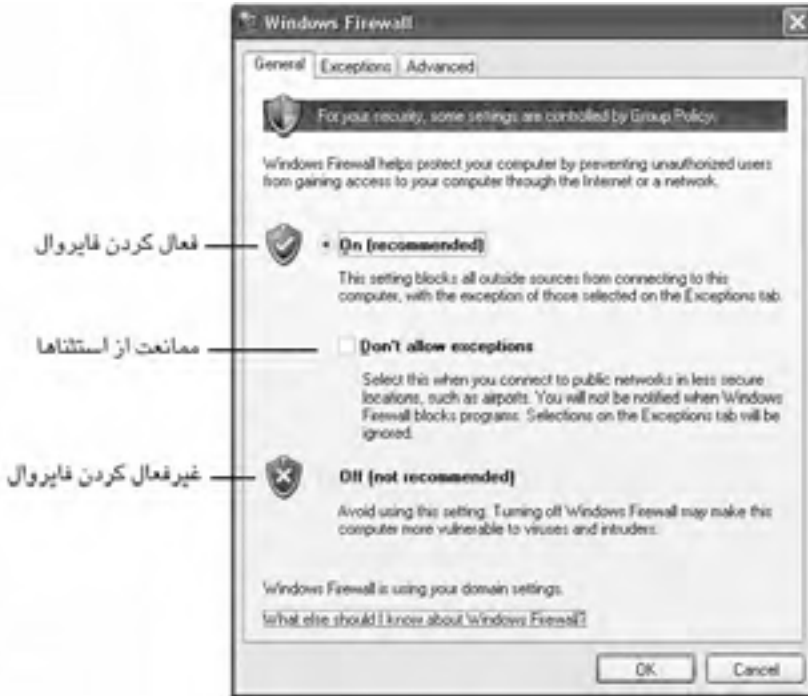 Windows Firewall
General Exceptions Advanced
For your security, some settings are controlled by Group Policy.
Windows Firewall helps protect your computer by preventing unauthorized users
from gaining access to your computer through the Internet or a network.
فعال کردن فایروال
On (recommended)
This setting blocks all outside sources from connecting to this
computer, with the exception of those selected on the Exceptions tab.
ممانعت از استثناها
Don't allow exceptions
Select this when you connect to public networks in less secure
locations, such as airports. You will not be notified when Windows
Firewall blocks programs. Selections on the Exceptions tab will be
ignored.
غیرفعال کردن فایروال
Off (not recommended)
Avoid using this setting. Turning off Windows Firewall may make this
computer more vulnerable to viruses and intruders.
Windows Firewall is using your domain settings.
What else should I know about Windows Firewall?
OK Cancel